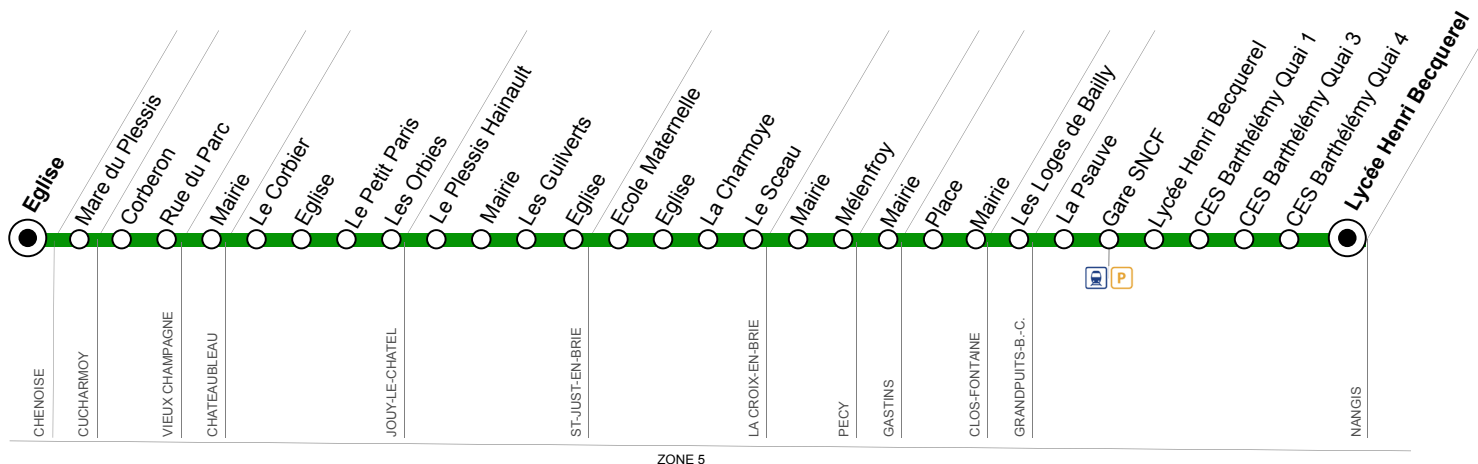 Eglise
Mare du Plessis
Corberon
Rue du Parc
Mairie
Le Corbier
Eglise
Le Petit Paris
Les Orbies
Le Plessis Hainault
Mairie
Les Guilverts
Eglise
Ecole Maternelle
Eglise
La Charmoye
Le Sceau
Mairie
Mélenfroy
Mairie
Place
Mairie
Les Loges de Bailly
La Psauve
Gare SNCF
Lycée Henri Becquerel
CES Barthélémy Quai 1
CES Barthélémy Quai 3
CES Barthélémy Quai 4
Lycée Henri Becquerel
P
CHENOISE
CUCHARMOY
VIEUX CHAMPAGNE
CHATEAUBLEAU
JOUY-LE-CHATEL
ST-JUST-EN-BRIE
LA CROIX-EN-BRIE
PECY
GASTINS
CLOS-FONTAINE
GRANDPUITS-B.-C.
NANGIS
ZONE 5